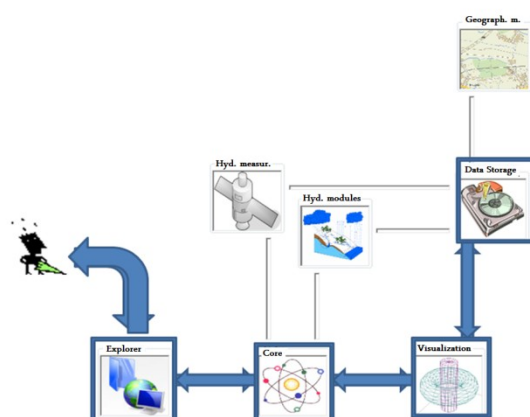 Geograph. m.
Hyd. measur.
Data Storage
Hyd. modules
Explorer
Core
Visualization